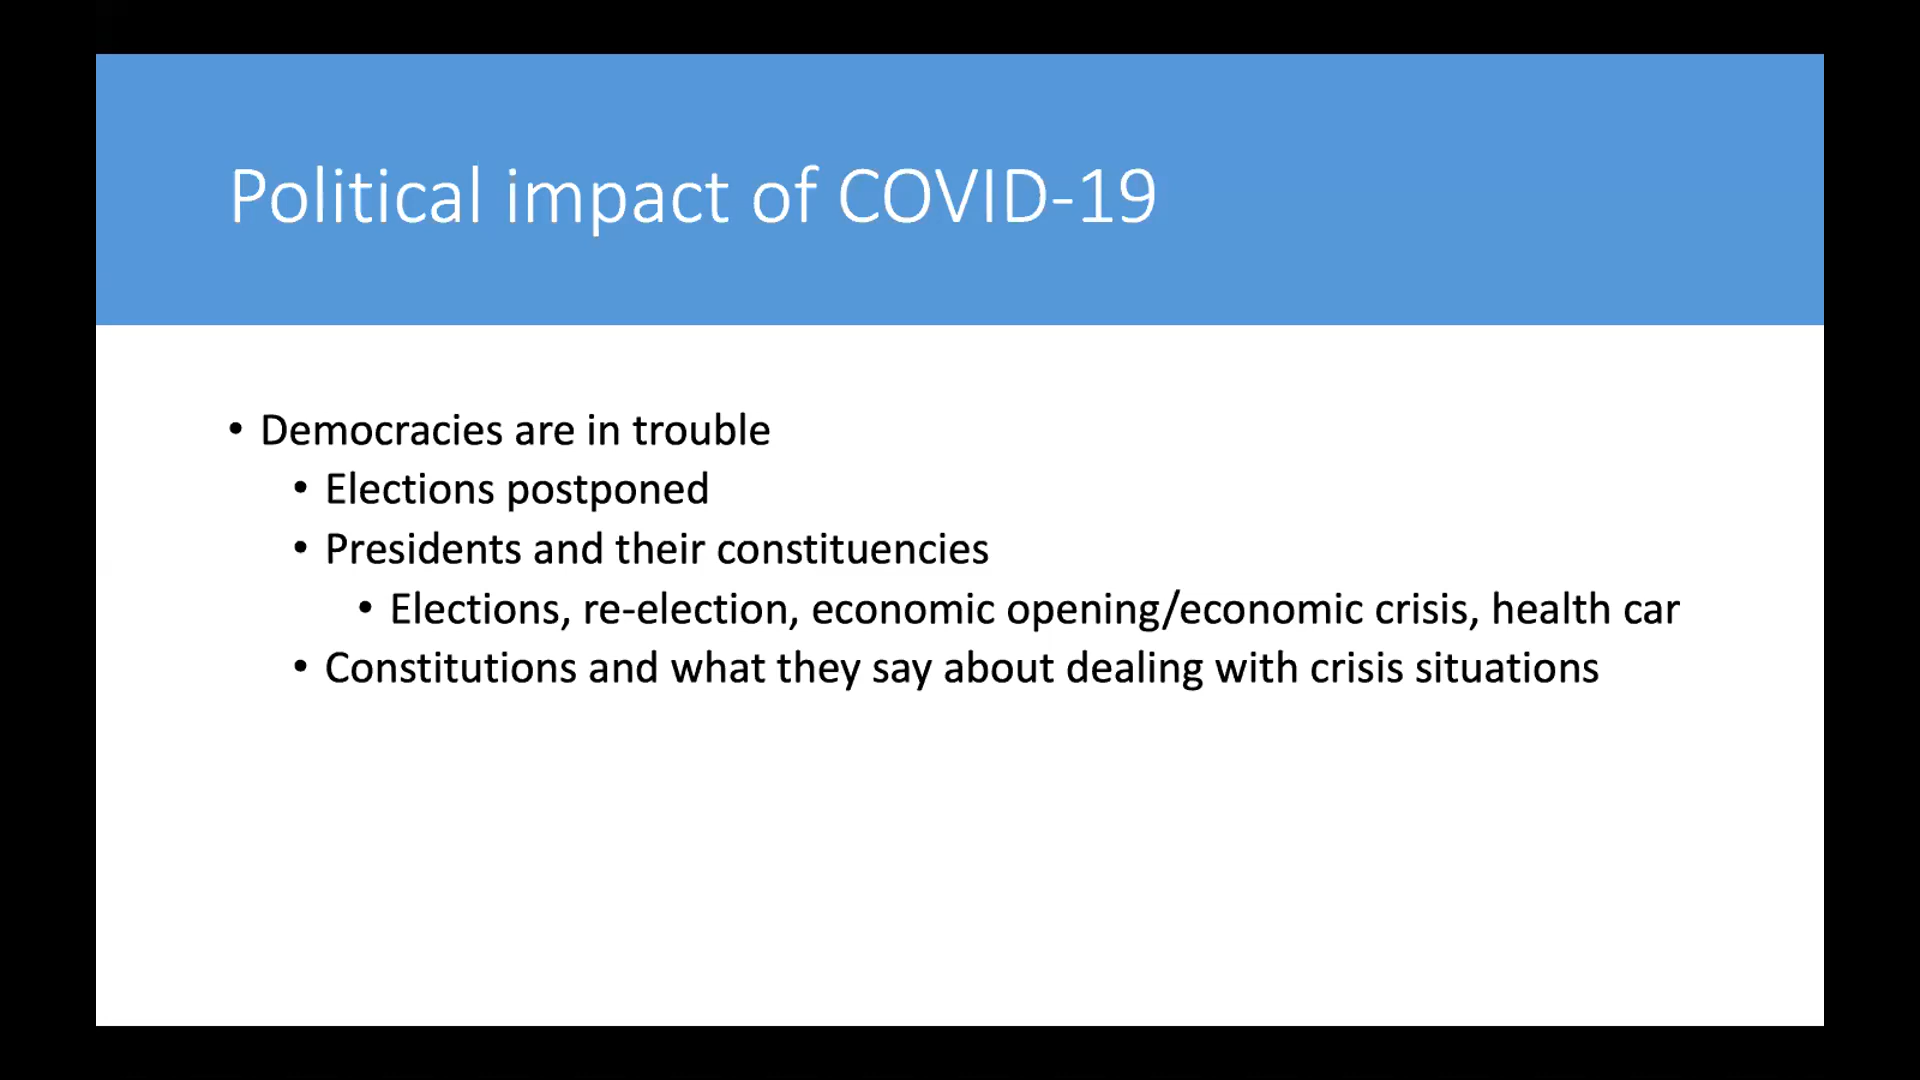 Political impact of COVID-19
• Democracies are in trouble
• Elections postponed
• Presidents and their constituencies
• Elections, re-election, economic opening/economic crisis, health car
• Constitutions and what they say about dealing with crisis situations